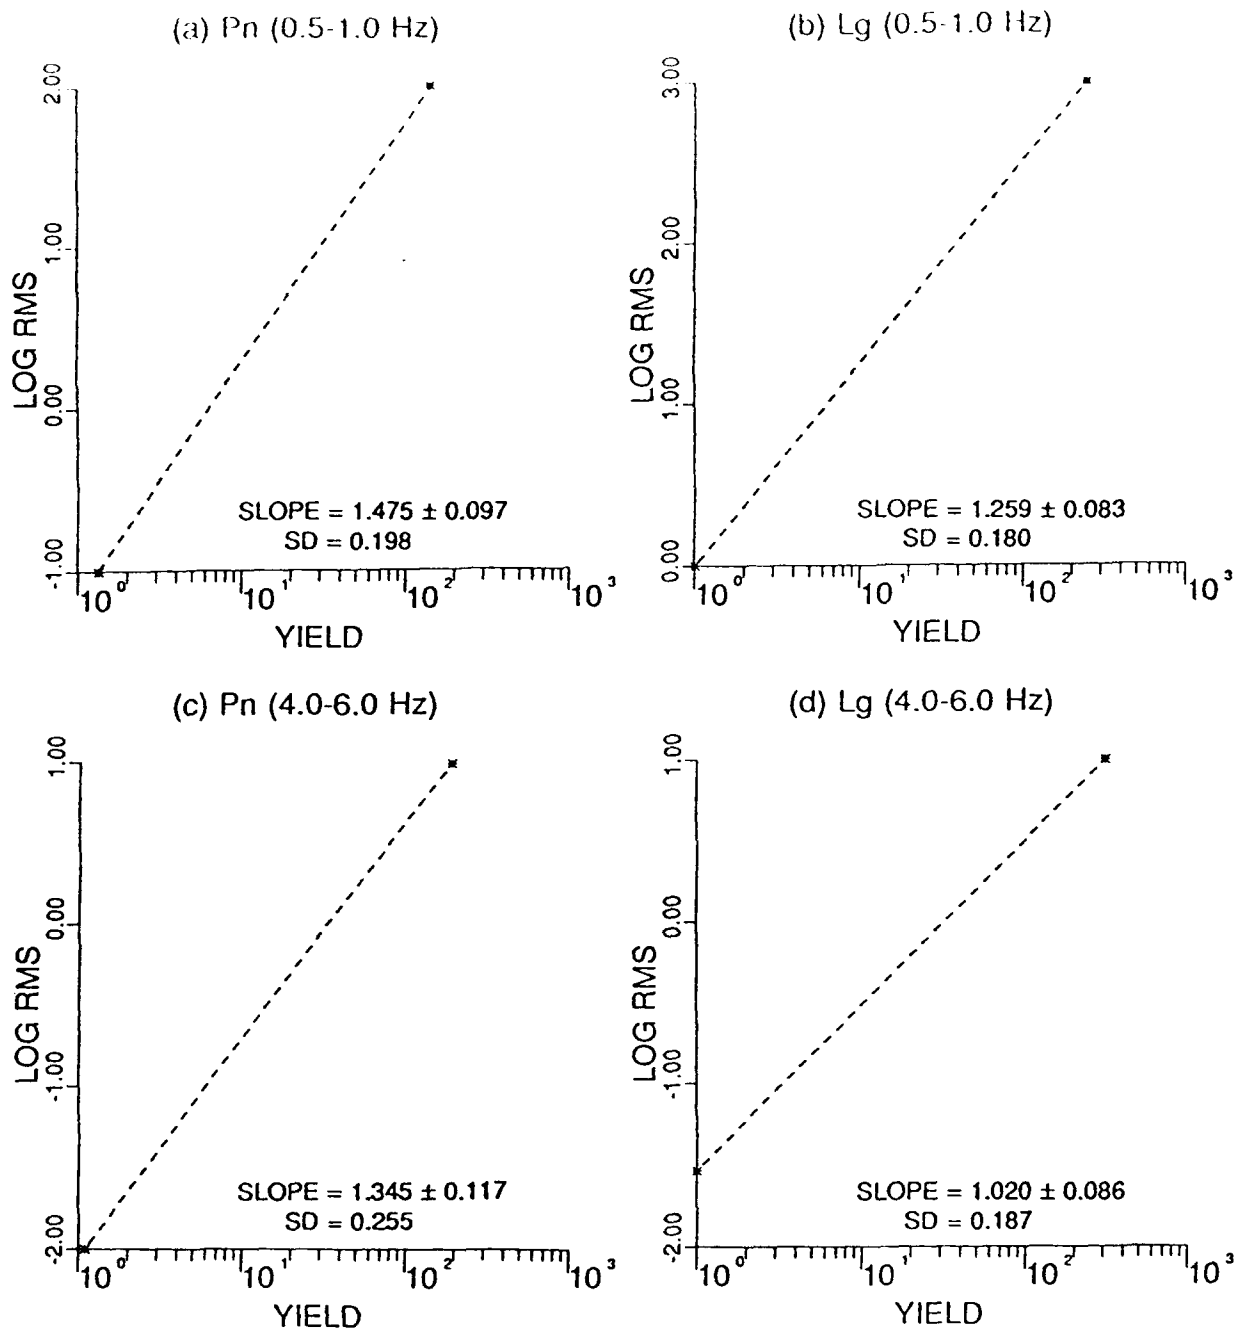 (a) Pn (0.5-1.0 Hz)
2.00
1.00
0.00
-1.00
LOG RMS
SLOPE = 1.475 ± 0.097
SD = 0.198
10⁰ 10¹ 10² 10³
YIELD
(b) Lg (0.5-1.0 Hz)
3.00
2.00
1.00
0.00
LOG RMS
SLOPE = 1.259 ± 0.083
SD = 0.180
10⁰ 10¹ 10² 10³
YIELD
(c) Pn (4.0-6.0 Hz)
1.00
0.00
-1.00
-2.00
LOG RMS
SLOPE = 1.345 ± 0.117
SD = 0.255
10⁰ 10¹ 10² 10³
YIELD
(d) Lg (4.0-6.0 Hz)
1.00
0.00
-1.00
-2.00
LOG RMS
SLOPE = 1.020 ± 0.086
SD = 0.187
10⁰ 10¹ 10² 10³
YIELD